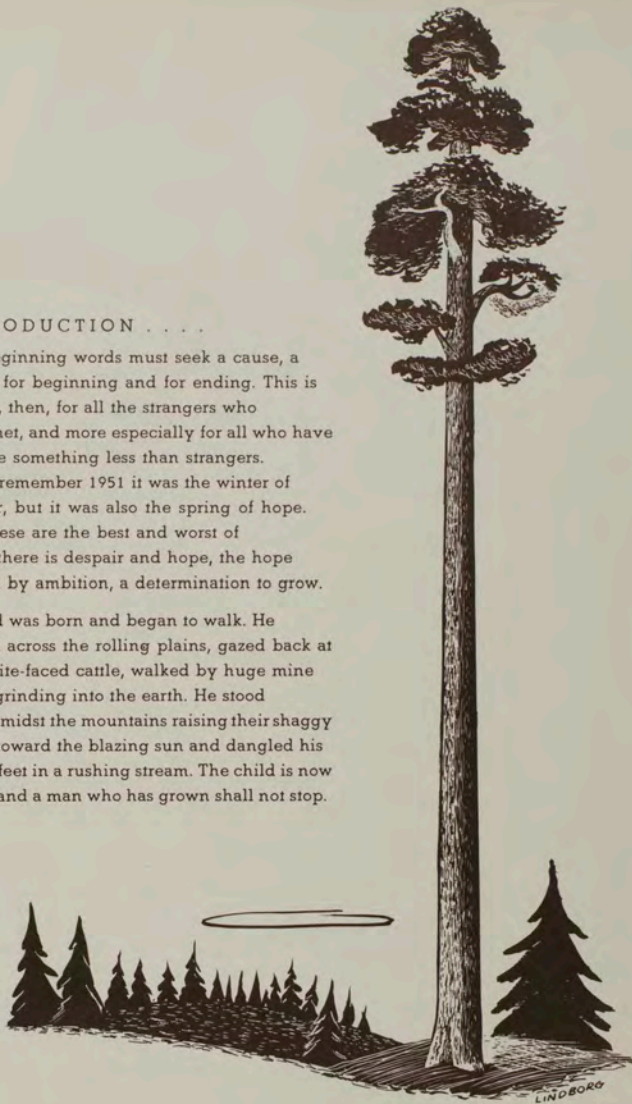 ODUCTION . . . .
ginning words must seek a cause, a
for beginning and for ending. This is
, then, for all the strangers who
net, and more especially for all who have
e something less than strangers.
remember 1951 it was the winter of
r, but it was also the spring of hope.
ese are the best and worst of
there is despair and hope, the hope
by ambition, a determination to grow.
l was born and began to walk. He
across the rolling plains, gazed back at
ite-faced cattle, walked by huge mine
grinding into the earth. He stood
midst the mountains raising their shaggy
oward the blazing sun and dangled his
feet in a rushing stream. The child is now
and a man who has grown shall not stop.
LINDBORG